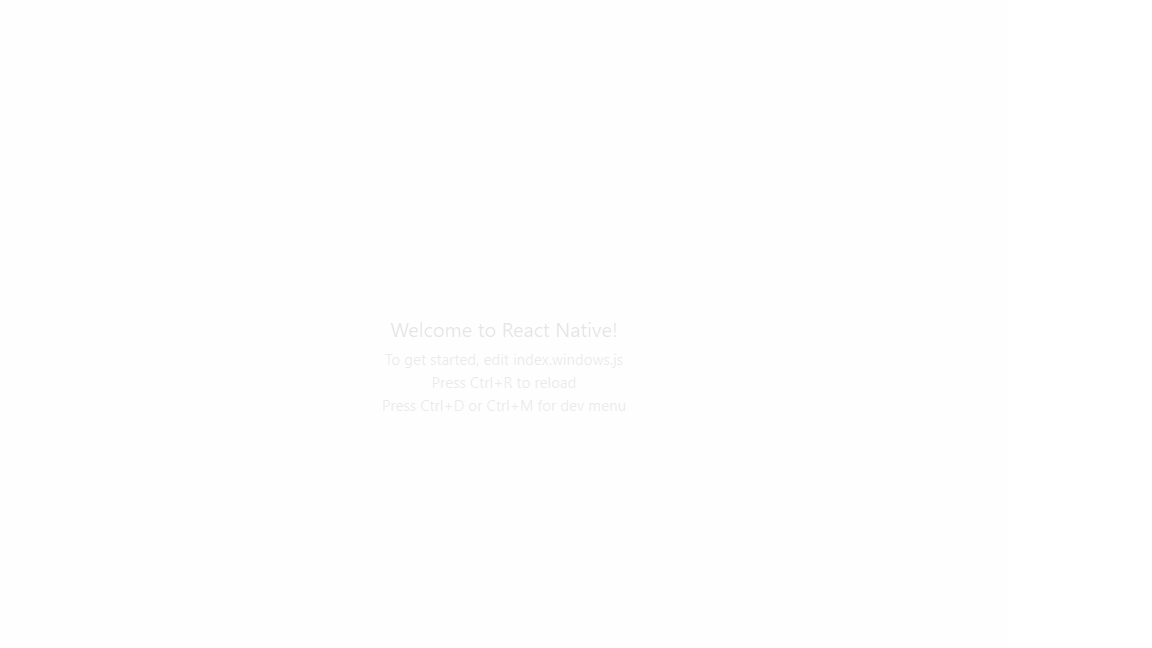 Welcome to React Native!
To get started, edit index.windows.js
Press Ctrl+R to reload
Press Ctrl+D or Ctrl+M for dev menu